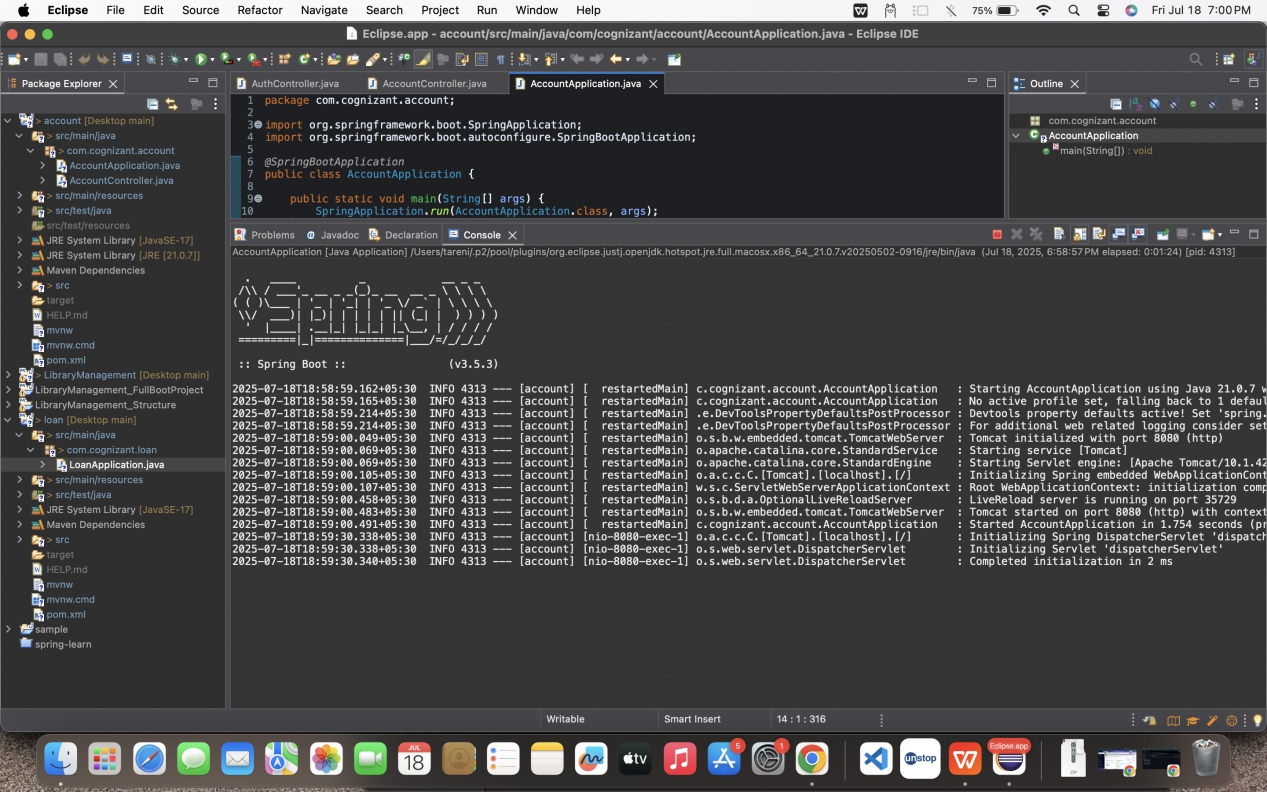 Eclipse File Edit Source Refactor Navigate Search Project Run Window Help 75% Fri Jul 18 7:00 PM
Eclipse.app - account/src/main/java/com/cognizant/account/AccountApplication.java - Eclipse IDE
Package Explorer
account [Desktop main]
src/main/java
com.cognizant.account
AccountApplication.java
AccountController.java
src/main/resources
src/test/java
src/test/resources
JRE System Library [JavaSE-17]
JRE System Library [JRE [21.0.7]]
Maven Dependencies
src
target
HELP.md
mvnw
mvnw.cmd
pom.xml
LibraryManagement [Desktop main]
LibraryManagement_FullBootProject
LibraryManagement_Structure
loan [Desktop main]
src/main/java
com.cognizant.loan
LoanApplication.java
src/main/resources
src/test/java
JRE System Library [JavaSE-17]
Maven Dependencies
src
target
HELP.md
mvnw
mvnw.cmd
pom.xml
sample
spring-learn
AuthController.java AccountController.java AccountApplication.java
1 package com.cognizant.account;
2
3 import org.springframework.boot.SpringApplication;
4 import org.springframework.boot.autoconfigure.SpringBootApplication;
5
6 @SpringBootApplication
7 public class AccountApplication {
8
9 public static void main(String[] args) {
10 SpringApplication.run(AccountApplication.class, args);
Outline
com.cognizant.account
AccountApplication
main(String[]) : void
Problems Javadoc Declaration Console
AccountApplication [Java Application] /Users/tareni/.p2/pool/plugins/org.eclipse.justj.openjdk.hotspot.jre.full.macosx.x86_64_21.0.7.v20250502-0916/jre/bin/java (Jul 18, 2025, 6:58:57 PM elapsed: 0:01:24) [pid: 4313]
Spring
:: Spring Boot :: (v3.5.3)
2025-07-18T18:58:59.162+05:30 INFO 4313 --- [account] [ restartedMain] c.cognizant.account.AccountApplication : Starting AccountApplication using Java 21.0.7 w
2025-07-18T18:58:59.165+05:30 INFO 4313 --- [account] [ restartedMain] c.cognizant.account.AccountApplication : No active profile set, falling back to 1 defaul
2025-07-18T18:58:59.214+05:30 INFO 4313 --- [account] [ restartedMain] .e.DevToolsPropertyDefaultsPostProcessor : Devtools property defaults active! Set 'spring.
2025-07-18T18:58:59.214+05:30 INFO 4313 --- [account] [ restartedMain] .e.DevToolsPropertyDefaultsPostProcessor : For additional web related logging consider set
2025-07-18T18:59:00.049+05:30 INFO 4313 --- [account] [ restartedMain] o.s.b.w.embedded.tomcat.TomcatWebServer : Tomcat initialized with port 8080 (http)
2025-07-18T18:59:00.069+05:30 INFO 4313 --- [account] [ restartedMain] o.apache.catalina.core.StandardService : Starting service [Tomcat]
2025-07-18T18:59:00.069+05:30 INFO 4313 --- [account] [ restartedMain] o.apache.catalina.core.StandardEngine : Starting Servlet engine: [Apache Tomcat/10.1.42
2025-07-18T18:59:00.105+05:30 INFO 4313 --- [account] [ restartedMain] o.a.c.c.C.[Tomcat].[localhost].[/] : Initializing Spring embedded WebApplicationCont
2025-07-18T18:59:00.107+05:30 INFO 4313 --- [account] [ restartedMain] w.s.c.ServletWebServerApplicationContext : Root WebApplicationContext: initialization comp
2025-07-18T18:59:00.458+05:30 INFO 4313 --- [account] [ restartedMain] o.s.b.d.a.OptionalLiveReloadServer : LiveReload server is running on port 35729
2025-07-18T18:59:00.483+05:30 INFO 4313 --- [account] [ restartedMain] o.s.b.w.embedded.tomcat.TomcatWebServer : Tomcat started on port 8080 (http) with context
2025-07-18T18:59:00.491+05:30 INFO 4313 --- [account] [ restartedMain] c.cognizant.account.AccountApplication : Started AccountApplication in 1.754 seconds (pr
2025-07-18T18:59:30.338+05:30 INFO 4313 --- [account] [nio-8080-exec-1] o.a.c.c.C.[Tomcat].[localhost].[/] : Initializing Spring DispatcherServlet 'dispatch
2025-07-18T18:59:30.338+05:30 INFO 4313 --- [account] [nio-8080-exec-1] o.s.web.servlet.DispatcherServlet : Initializing Servlet 'dispatcherServlet'
2025-07-18T18:59:30.340+05:30 INFO 4313 --- [account] [nio-8080-exec-1] o.s.web.servlet.DispatcherServlet : Completed initialization in 2 ms
Writable Smart Insert 14 : 1 : 316
JUL 18
tv
5
1
unstop
Eclipse.app
ZIP